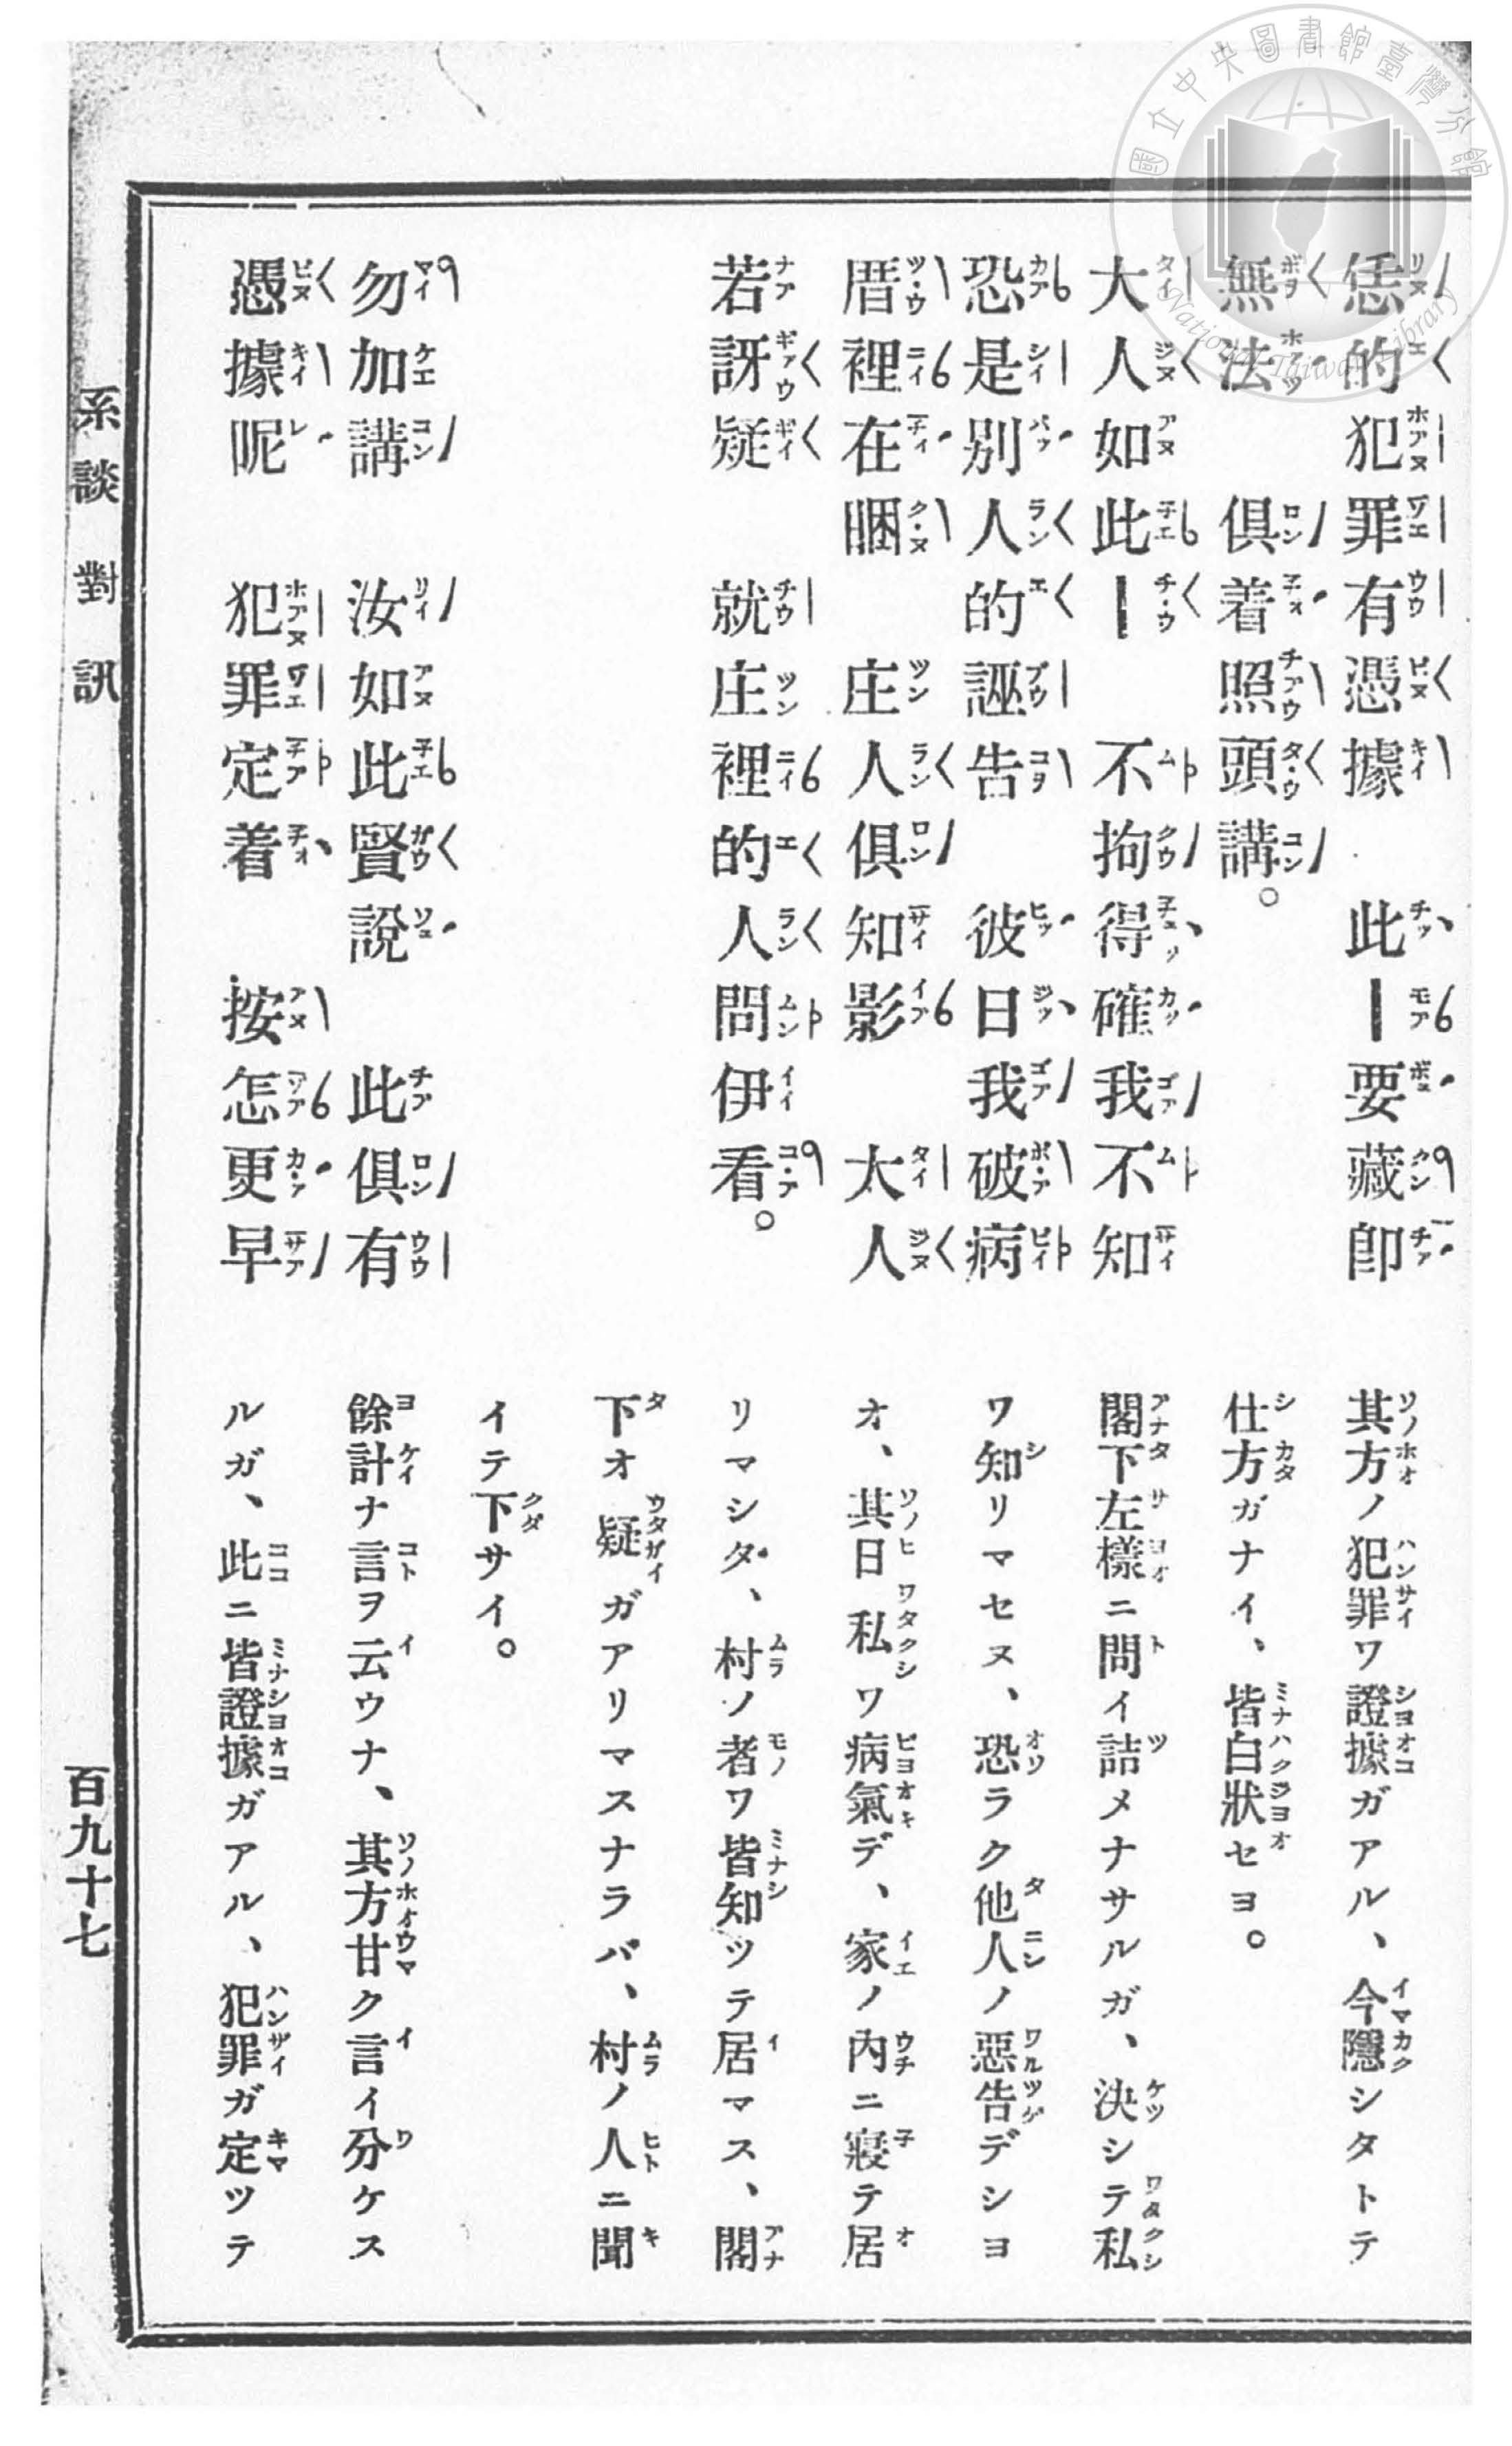 國立中央圖書館臺灣分館
National Taiwan Library
恁的犯罪有憑據 此｜要藏卽
無法 俱着照頭講。
大人如此｜ 不拘得確我不知
恐是別人的誣告 彼日我破病
厝裡在睏 庄人俱知影 太人
若訝疑 就庄裡的人問伊看。
勿加講 汝如此賢說 此俱有
憑據呢 犯罪定着 按怎更早
其方ノ犯罪ワ證據ガアル、今隱シタトテ
仕方ガナイ、皆白狀セヨ。
閣下左樣ニ問イ詰メナサルガ、決シテ私
ワ知リマセヌ、恐ラク他人ノ惡告デシヨ
オ、其日私ワ病氣デ、家ノ內ニ寢テ居
リマシタ、村ノ者ワ皆知ツテ居マス、閣
下オ疑ガアリマスナラバ、村ノ人ニ聞
イテ下サイ。
餘計ナ言ヲ云ウナ、其方甘ク言イ分ケス
ルガ、此ニ皆證據ガアル、犯罪ガ定ツテ
系談對訊
百九十七